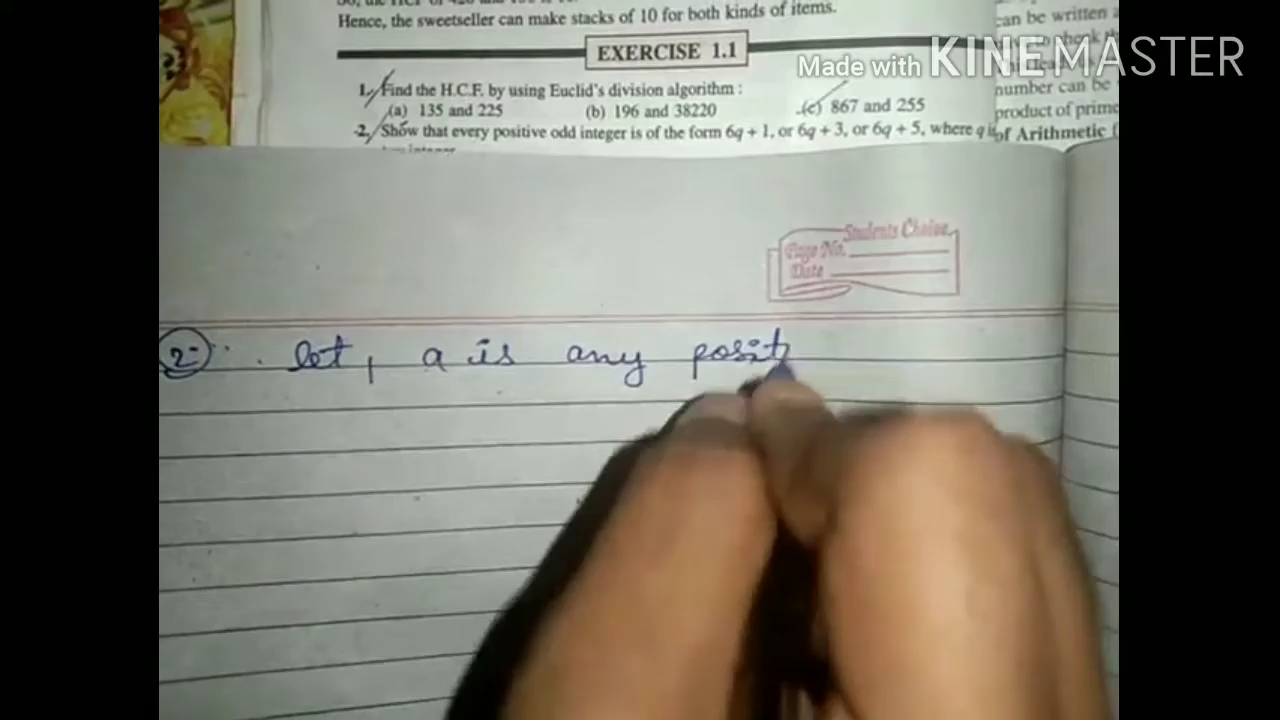 Hence, the sweetseller can make stacks of 10 for both kinds of items.
EXERCISE 1.1
1. Find the H.C.F. by using Euclid's division algorithm :
(a) 135 and 225 (b) 196 and 38220 (c) 867 and 255
2. Show that every positive odd integer is of the form 6q + 1, or 6q + 3, or 6q + 5, where q is
can be written
number can be
product of prime
of Arithmetic
Made with KINEMASTER
Students Choice
Page No.
Date
2 let, a is any posit